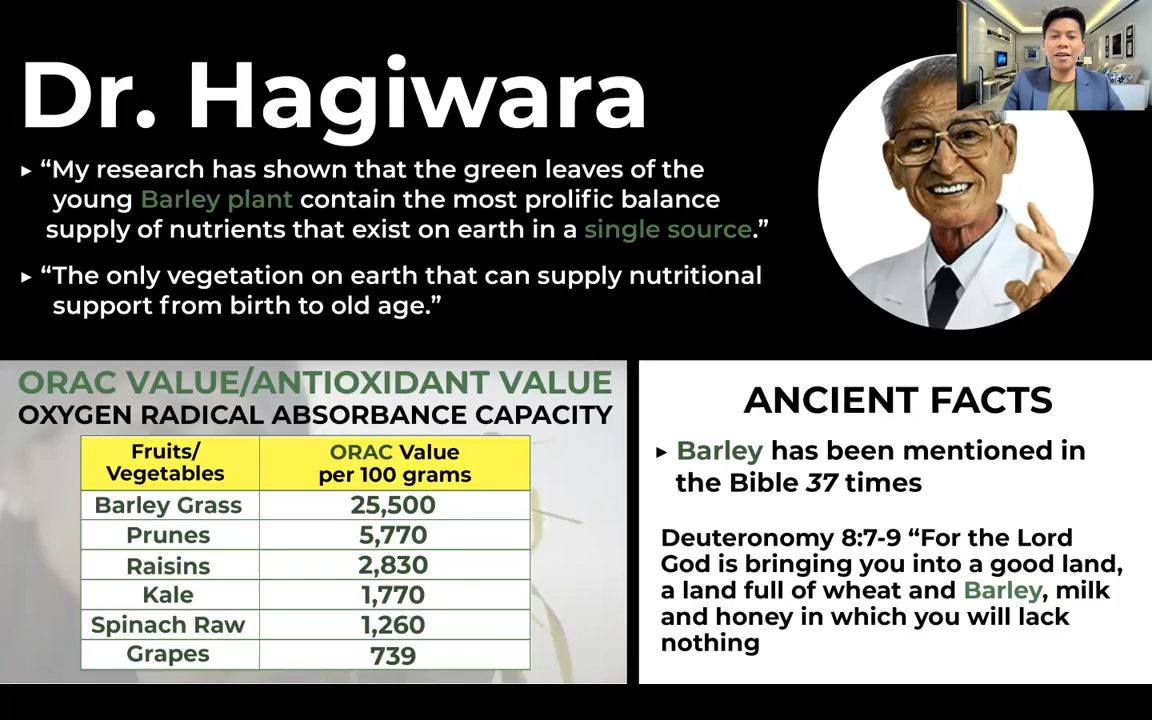 Dr. Hagiwara
▸ “My research has shown that the green leaves of the
young Barley plant contain the most prolific balance
supply of nutrients that exist on earth in a single source.”
▸ “The only vegetation on earth that can supply nutritional
support from birth to old age.”
ORAC VALUE/ANTIOXIDANT VALUE
OXYGEN RADICAL ABSORBANCE CAPACITY
Fruits/
Vegetables
ORAC Value
per 100 grams
Barley Grass 25,500
Prunes 5,770
Raisins 2,830
Kale 1,770
Spinach Raw 1,260
Grapes 739
ANCIENT FACTS
▸ Barley has been mentioned in
the Bible 37 times
Deuteronomy 8:7-9 “For the Lord
God is bringing you into a good land,
a land full of wheat and Barley, milk
and honey in which you will lack
nothing